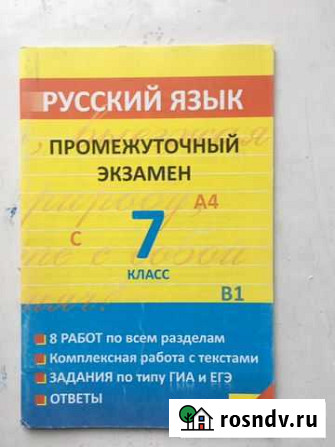 РУССКИЙ ЯЗЫК
ПРОМЕЖУТОЧНЫЙ
ЭКЗАМЕН
А4
С
7
КЛАСС
В1
8 РАБОТ по всем разделам
Комплексная работа с текстами
ЗАДАНИЯ по типу ГИА и ЕГЭ
ОТВЕТЫ
rosndv.ru